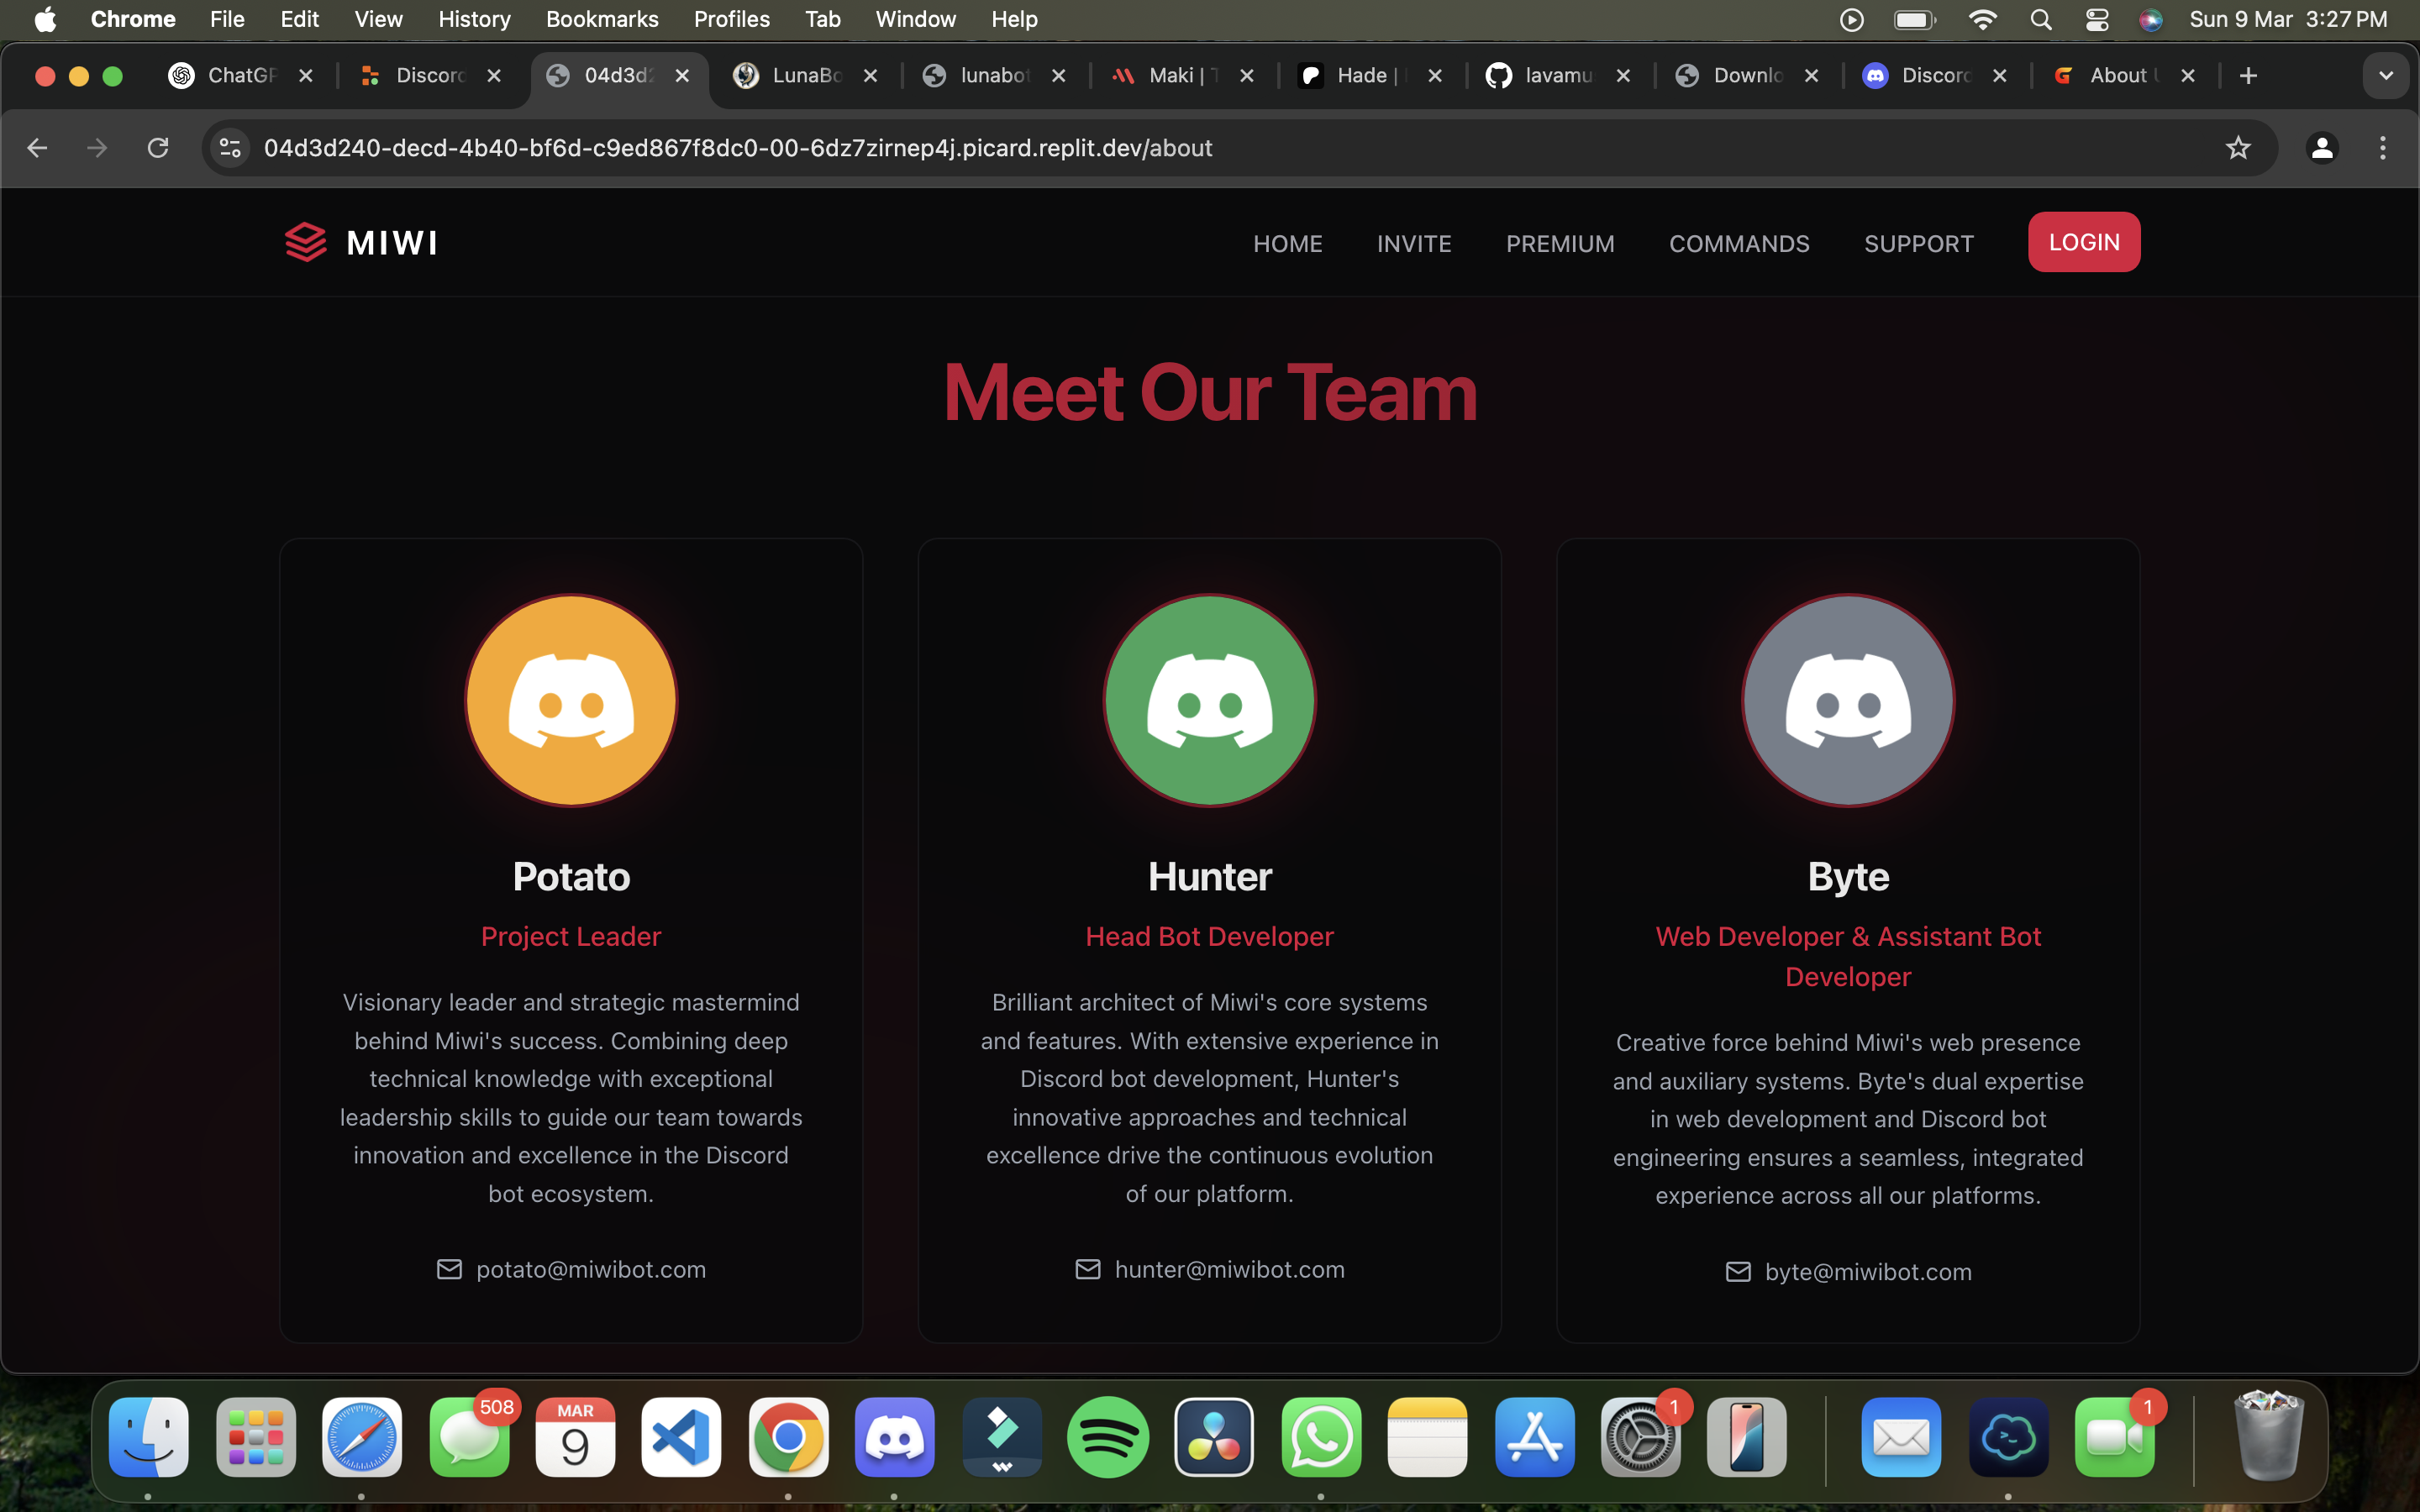 Chrome File Edit View History Bookmarks Profiles Tab Window Help Sun 9 Mar 3:27 PM
ChatGP Discord 04d3d2 LunaBo lunabot Maki | T Hade | lavamu Downlo Discord About U
04d3d240-decd-4b40-bf6d-c9ed867f8dc0-00-6dz7zirnep4j.picard.replit.dev/about
MIWI HOME INVITE PREMIUM COMMANDS SUPPORT LOGIN
Meet Our Team
Potato
Project Leader
Visionary leader and strategic mastermind
behind Miwi's success. Combining deep
technical knowledge with exceptional
leadership skills to guide our team towards
innovation and excellence in the Discord
bot ecosystem.
potato@miwibot.com
Hunter
Head Bot Developer
Brilliant architect of Miwi's core systems
and features. With extensive experience in
Discord bot development, Hunter's
innovative approaches and technical
excellence drive the continuous evolution
of our platform.
hunter@miwibot.com
Byte
Web Developer & Assistant Bot
Developer
Creative force behind Miwi's web presence
and auxiliary systems. Byte's dual expertise
in web development and Discord bot
engineering ensures a seamless, integrated
experience across all our platforms.
byte@miwibot.com
508
MAR
9
1
1